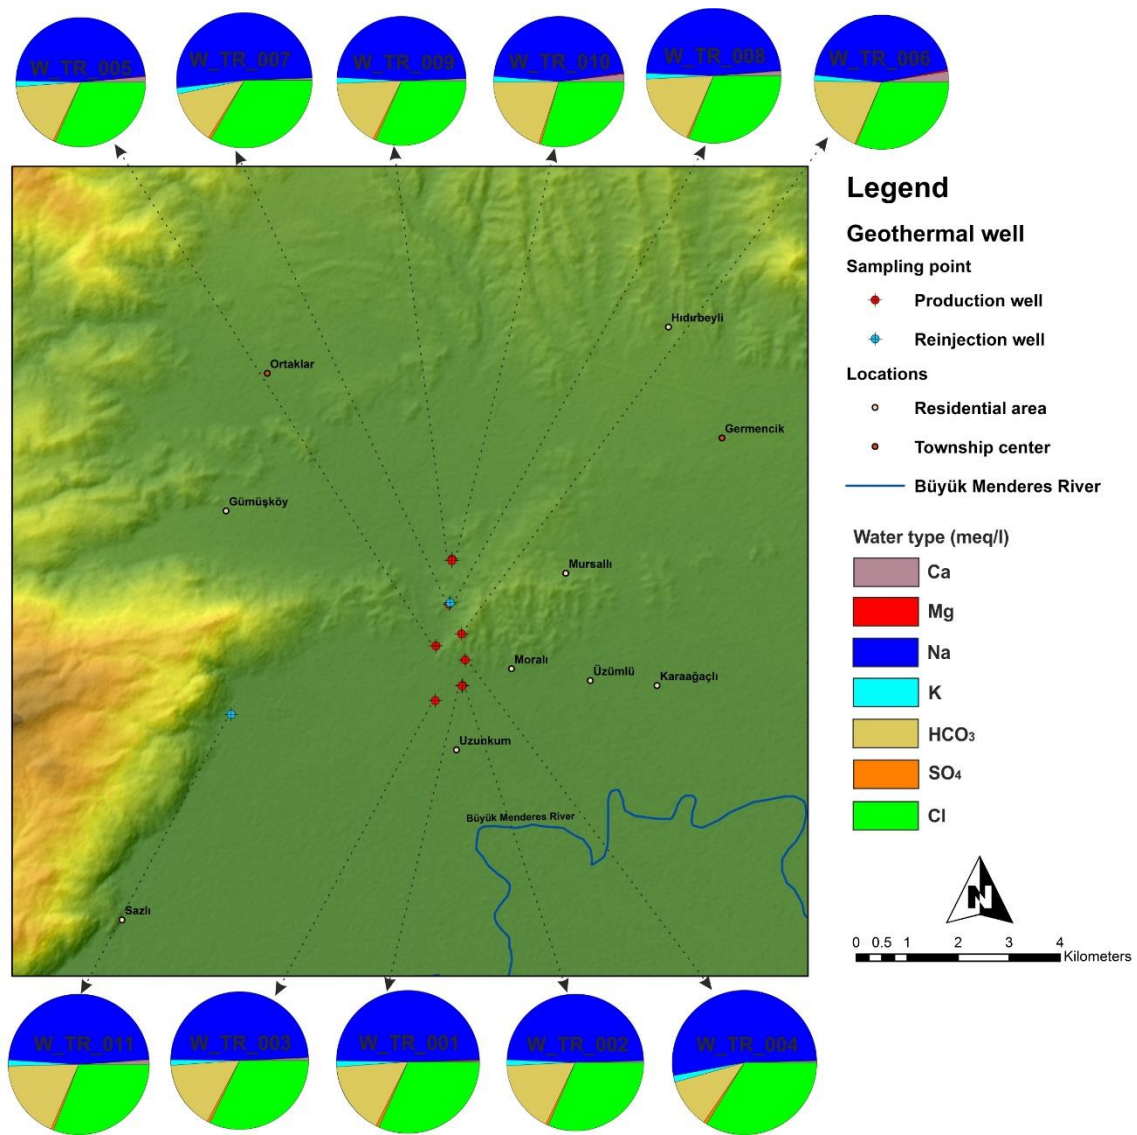 W_TR_005
W_TR_007
W_TR_009
W_TR_010
W_TR_008
W_TR_006
Hıdırbeyli
Ortaklar
Germencik
Gümüşköy
Mursallı
Moralı
Üzümlü
Karaağaçlı
Uzunkum
Büyük Menderes River
Sazlı
Legend
Geothermal well
Sampling point
Production well
Reinjection well
Locations
Residential area
Township center
Büyük Menderes River
Water type (meq/l)
Ca
Mg
Na
K
HCO₃
SO₄
Cl
N
0 0.5 1 2 3 4
Kilometers
W_TR_011
W_TR_003
W_TR_001
W_TR_002
W_TR_004